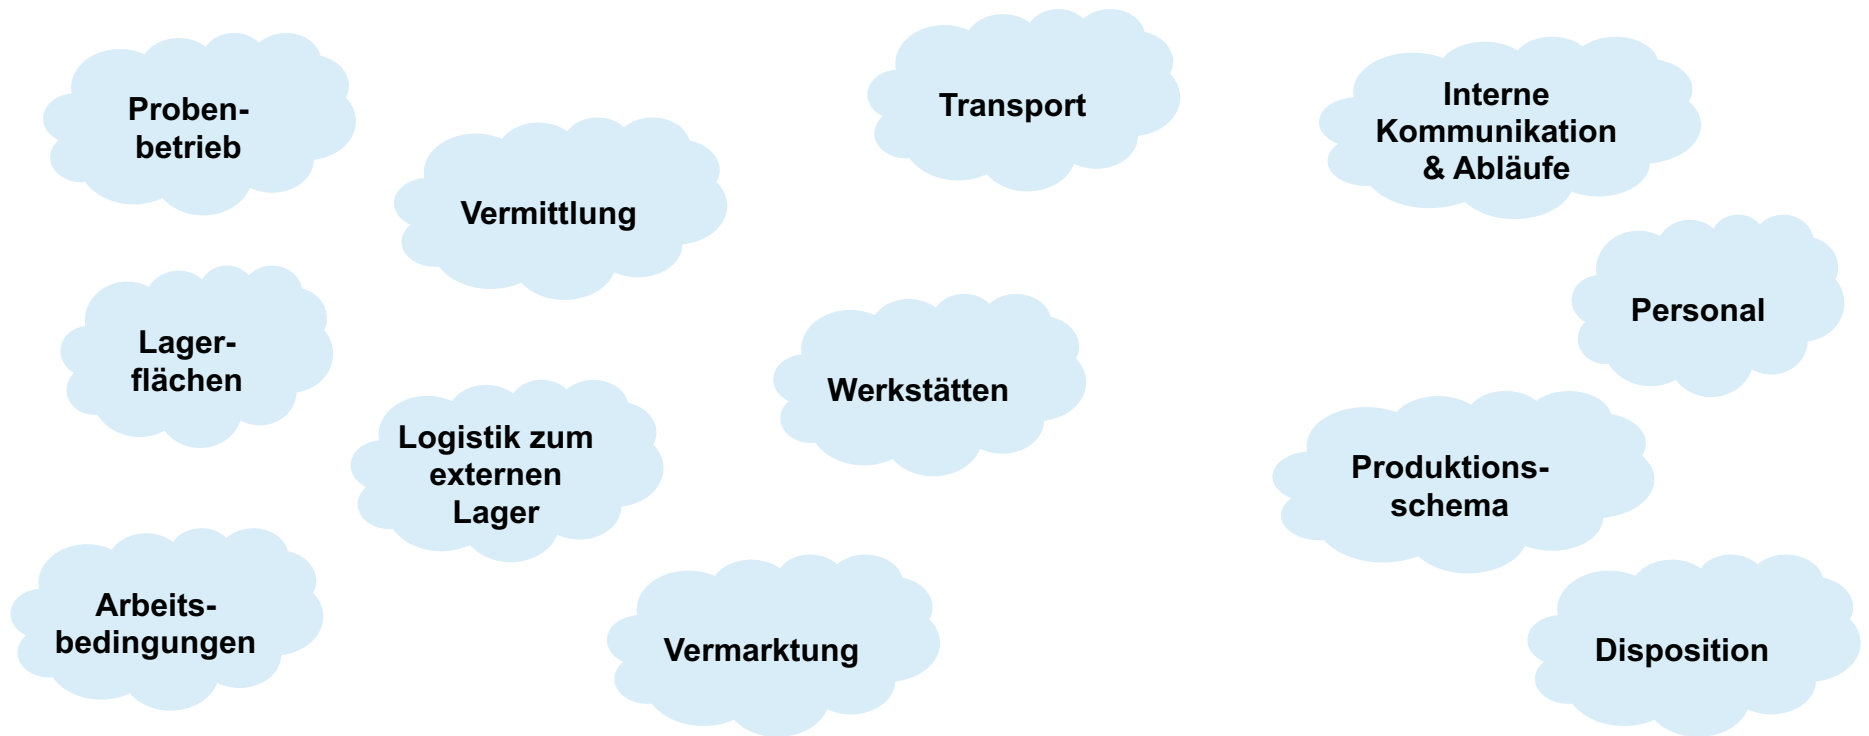 Proben-
betrieb
Vermittlung
Transport
Interne
Kommunikation
& Abläufe
Personal
Lager-
flächen
Logistik zum
externen
Lager
Werkstätten
Produktions-
schema
Arbeits-
bedingungen
Vermarktung
Disposition